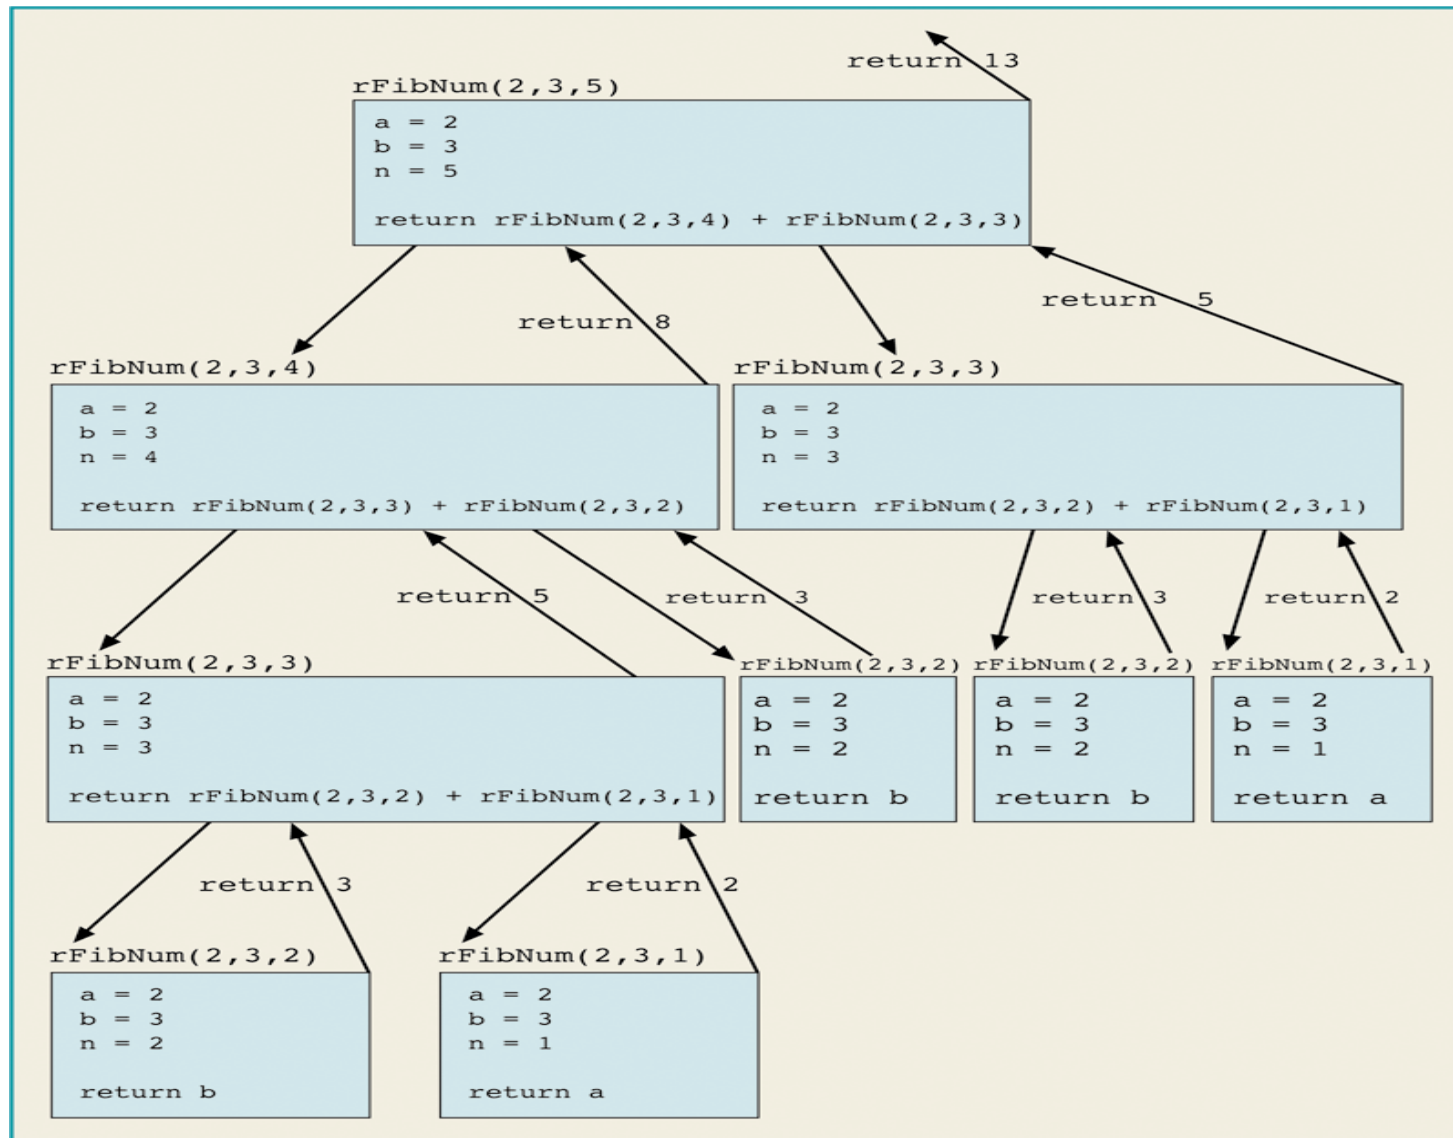 return 13
rFibNum(2,3,5)
a = 2
b = 3
n = 5
return rFibNum(2,3,4) + rFibNum(2,3,3)
return 8
return 5
rFibNum(2,3,4)
a = 2
b = 3
n = 4
return rFibNum(2,3,3) + rFibNum(2,3,2)
rFibNum(2,3,3)
a = 2
b = 3
n = 3
return rFibNum(2,3,2) + rFibNum(2,3,1)
return 5
return 3
return 3
return 2
rFibNum(2,3,3)
a = 2
b = 3
n = 3
return rFibNum(2,3,2) + rFibNum(2,3,1)
rFibNum(2,3,2)
a = 2
b = 3
n = 2
return b
rFibNum(2,3,2)
a = 2
b = 3
n = 2
return b
rFibNum(2,3,1)
a = 2
b = 3
n = 1
return a
return 3
return 2
rFibNum(2,3,2)
a = 2
b = 3
n = 2
return b
rFibNum(2,3,1)
a = 2
b = 3
n = 1
return a